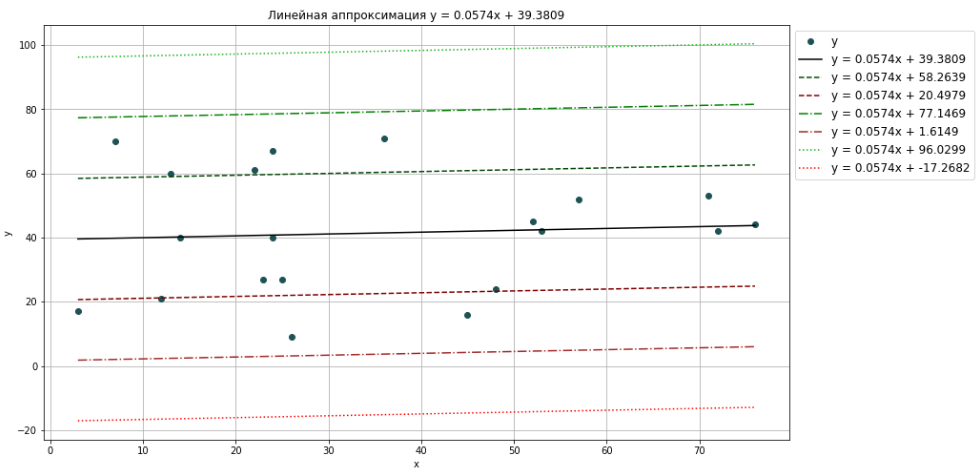 Линейная аппроксимация y = 0.0574x + 39.3809
100
80
60
40
20
0
−20
y
0
10
20
30
40
50
60
70
x
y
y = 0.0574x + 39.3809
y = 0.0574x + 58.2639
y = 0.0574x + 20.4979
y = 0.0574x + 77.1469
y = 0.0574x + 1.6149
y = 0.0574x + 96.0299
y = 0.0574x + -17.2682